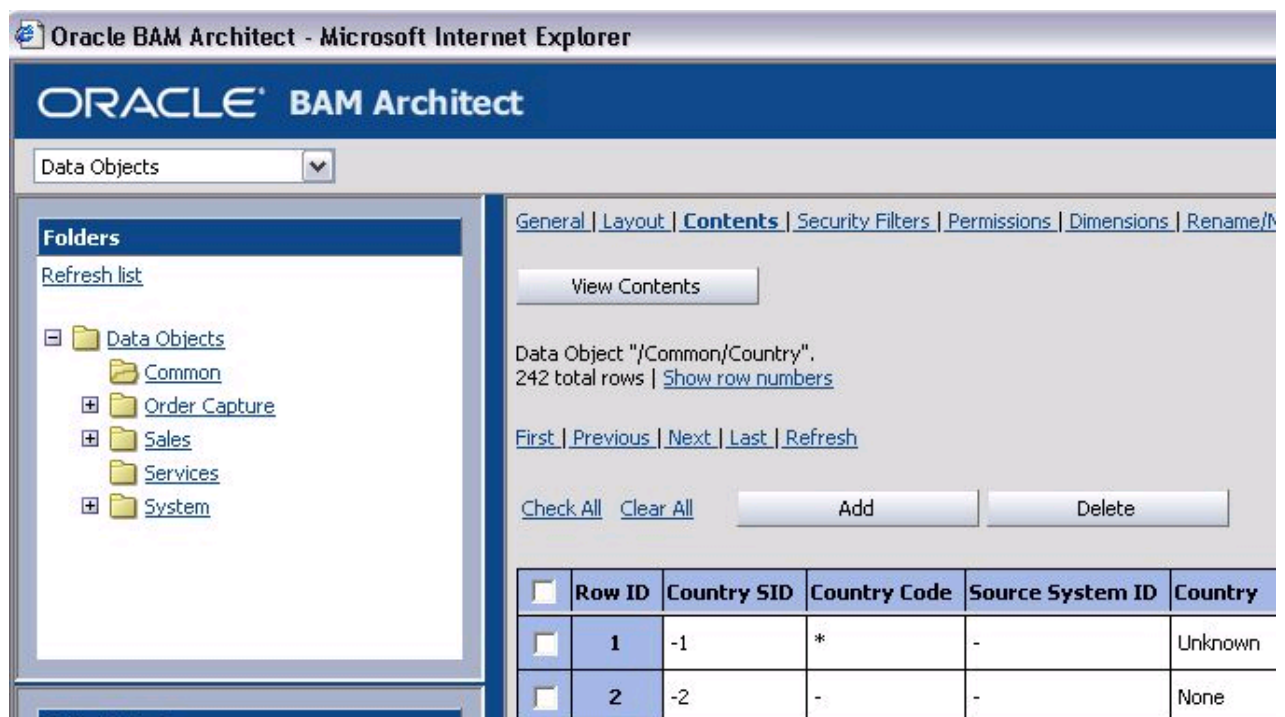 Oracle BAM Architect - Microsoft Internet Explorer
ORACLE BAM Architect
Data Objects
Folders
Refresh list
Data Objects
Common
Order Capture
Sales
Services
System
General | Layout | Contents | Security Filters | Permissions | Dimensions | Rename/
View Contents
Data Object "/Common/Country".
242 total rows | Show row numbers
First | Previous | Next | Last | Refresh
Check All Clear All Add Delete
Row ID Country SID Country Code Source System ID Country
1 -1 * - Unknown
2 -2 - - None